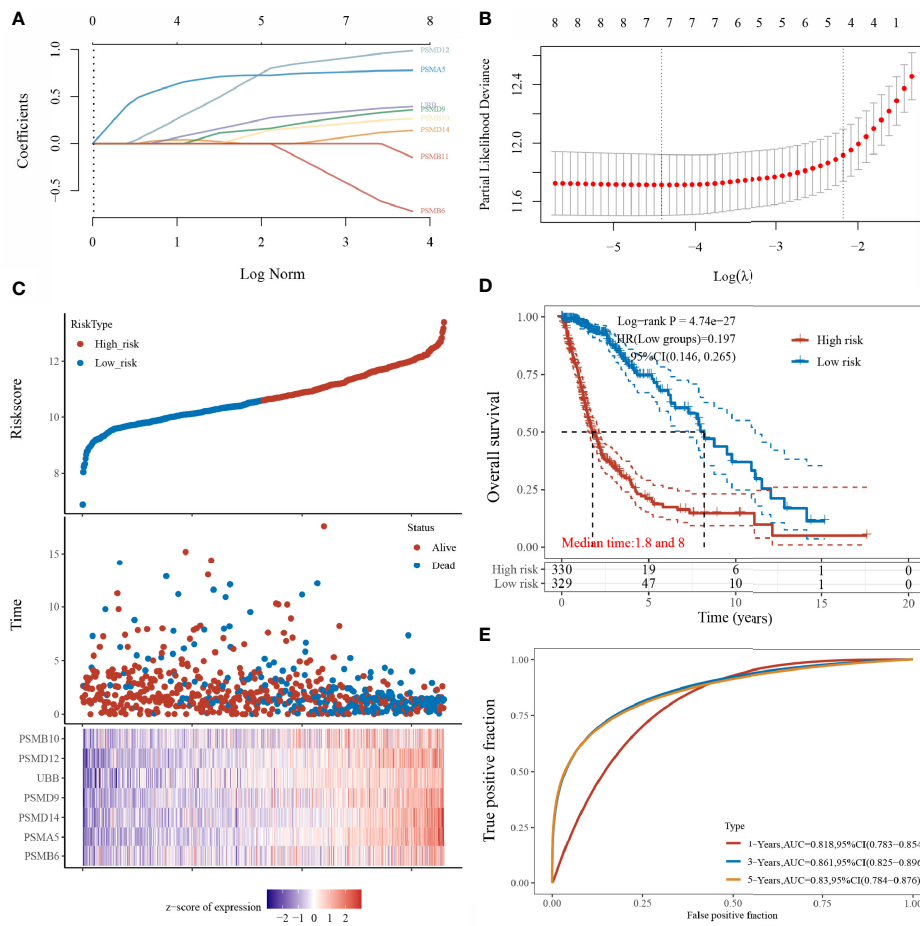 A
0 4 5 7 8
1.0
0.5
0.0
−0.5
Coefficients
PSMD12
PSMA5
UBB
PSMD9
PSMB10
PSMD14
PSMB11
PSMB6
0 1 2 3 4
Log Norm
B
8 8 8 8 7 7 7 7 6 6 5 5 4 4 1
12.4
12.0
11.6
Partial Likelihood Deviance
−5 −4 −3 −2
Log(λ)
C
RiskType
High_risk
Low_risk
12
10
8
Riskscore
Status
Alive
Dead
15
10
5
0
Time
PSMB10
PSMD12
UBB
PSMD9
PSMD14
PSMA5
PSMB6
z−score of expression
−2 −1 0 1 2
D
Log−rank P = 4.74e−27
HR(Low groups)=0.197
95%CI(0.146, 0.265)
High risk
Low risk
1.00
0.75
0.50
0.25
0.00
Overall survival
Median time:1.8 and 8
High risk 330 19 6 1 0
Low risk 329 47 10 1 0
0 5 10 15 20
Time (years)
E
1.00
0.75
0.50
0.25
0.00
True positive fraction
Type
1−Years,AUC=0.818,95%CI(0.783−0.854
3−Years,AUC=0.861,95%CI(0.825−0.896
5−Years,AUC=0.83,95%CI(0.784−0.876)
0.00 0.25 0.50 0.75 1.00
False positive fraction